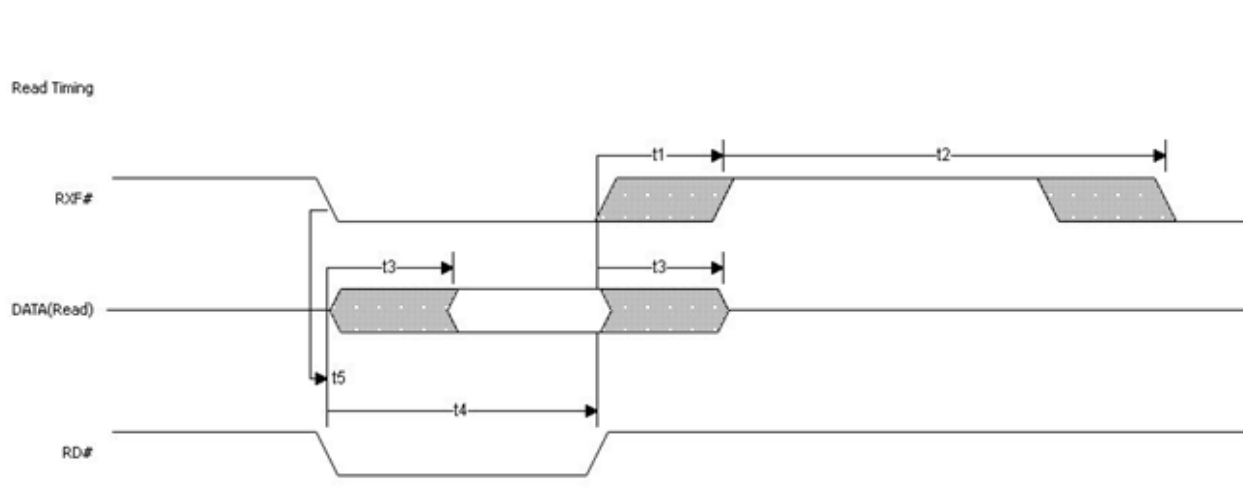 Read Timing
t1
t2
RXF#
t3
t3
DATA(Read)
t5
t4
RD#